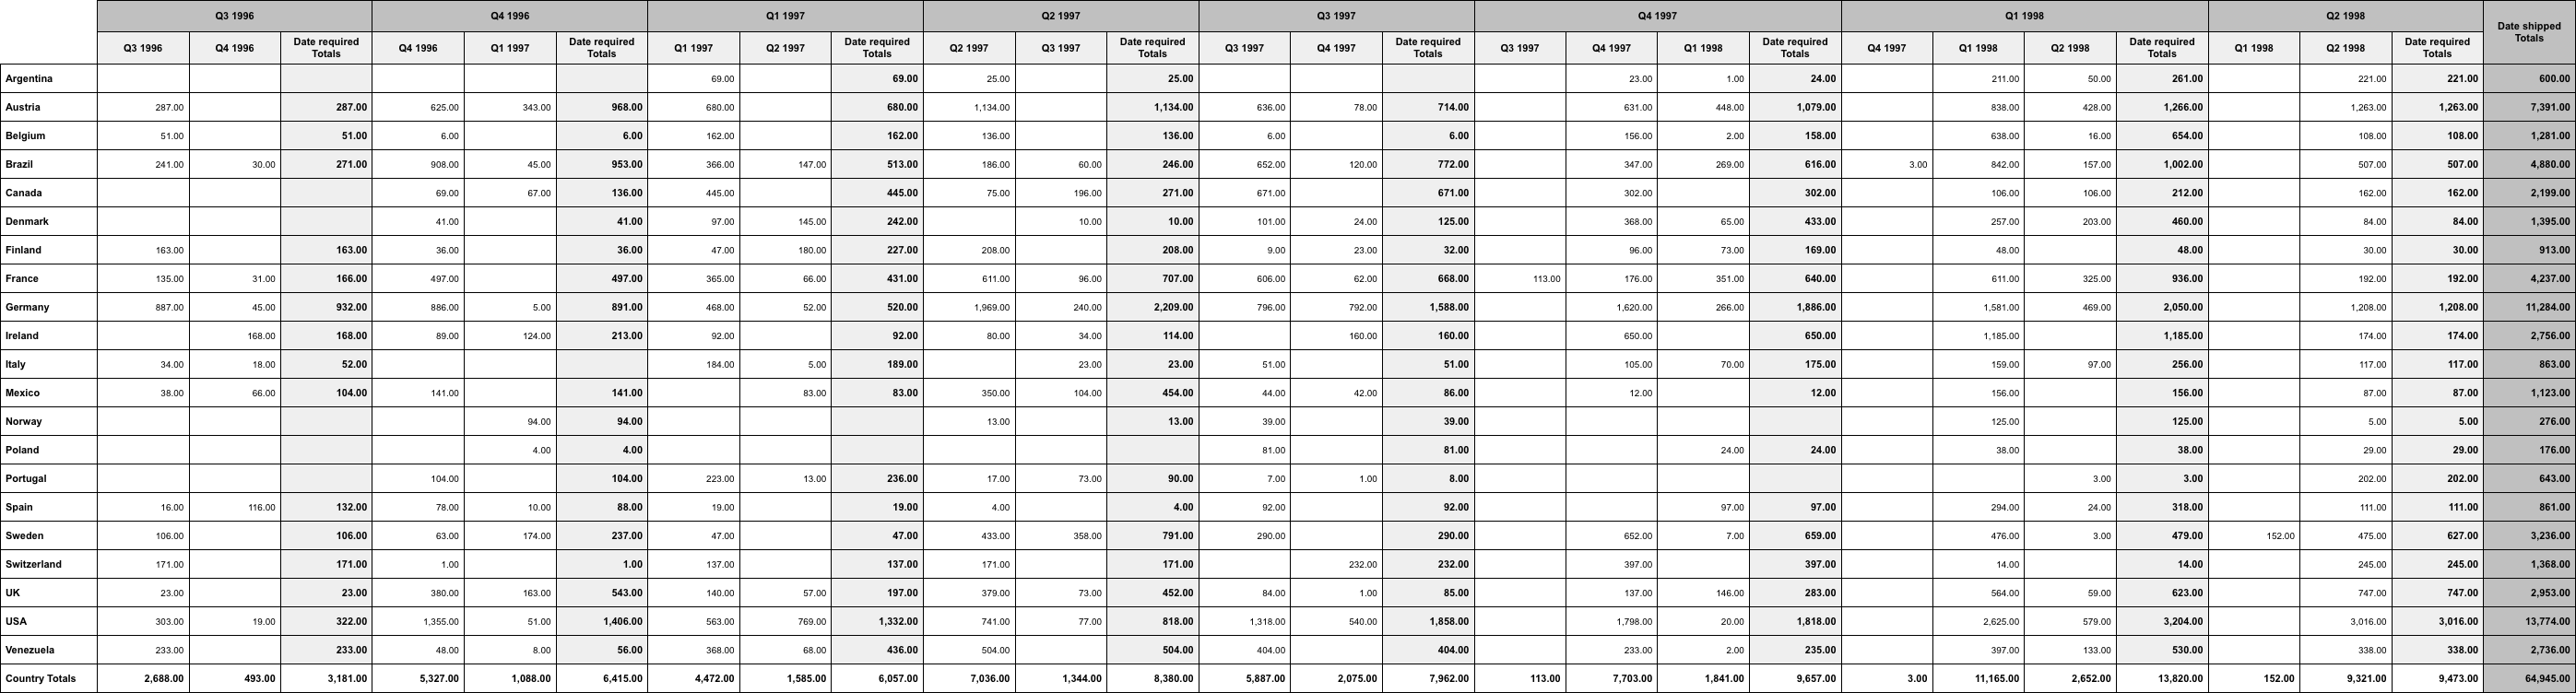 Q3 1996 Q4 1996 Q1 1997 Q2 1997 Q3 1997 Q4 1997 Q1 1998 Q2 1998 Date shipped Totals
Q3 1996 Q4 1996 Date required Totals Q4 1996 Q1 1997 Date required Totals Q1 1997 Q2 1997 Date required Totals Q2 1997 Q3 1997 Date required Totals Q3 1997 Q4 1997 Date required Totals Q3 1997 Q4 1997 Q1 1998 Date required Totals Q4 1997 Q1 1998 Q2 1998 Date required Totals Q1 1998 Q2 1998 Date required Totals
Argentina 69.00 69.00 25.00 25.00 23.00 1.00 24.00 211.00 50.00 261.00 221.00 221.00 600.00
Austria 287.00 287.00 625.00 343.00 968.00 680.00 680.00 1,134.00 1,134.00 636.00 78.00 714.00 631.00 448.00 1,079.00 838.00 428.00 1,266.00 1,263.00 1,263.00 7,391.00
Belgium 51.00 51.00 6.00 6.00 162.00 162.00 136.00 136.00 6.00 6.00 156.00 2.00 158.00 638.00 16.00 654.00 108.00 108.00 1,281.00
Brazil 241.00 30.00 271.00 908.00 45.00 953.00 366.00 147.00 513.00 186.00 60.00 246.00 652.00 120.00 772.00 347.00 269.00 616.00 3.00 842.00 157.00 1,002.00 507.00 507.00 4,880.00
Canada 69.00 67.00 136.00 445.00 445.00 75.00 196.00 271.00 671.00 671.00 302.00 302.00 106.00 106.00 212.00 162.00 162.00 2,199.00
Denmark 41.00 41.00 97.00 145.00 242.00 10.00 10.00 101.00 24.00 125.00 368.00 65.00 433.00 257.00 203.00 460.00 84.00 84.00 1,395.00
Finland 163.00 163.00 36.00 36.00 47.00 180.00 227.00 208.00 208.00 9.00 23.00 32.00 96.00 73.00 169.00 48.00 48.00 30.00 30.00 913.00
France 135.00 31.00 166.00 497.00 497.00 365.00 66.00 431.00 611.00 96.00 707.00 606.00 62.00 668.00 113.00 176.00 351.00 640.00 611.00 325.00 936.00 192.00 192.00 4,237.00
Germany 887.00 45.00 932.00 886.00 5.00 891.00 468.00 52.00 520.00 1,969.00 240.00 2,209.00 796.00 792.00 1,588.00 1,620.00 266.00 1,886.00 1,581.00 469.00 2,050.00 1,208.00 1,208.00 11,284.00
Ireland 168.00 168.00 89.00 124.00 213.00 92.00 92.00 80.00 34.00 114.00 160.00 160.00 650.00 650.00 1,185.00 1,185.00 174.00 174.00 2,756.00
Italy 34.00 18.00 52.00 184.00 5.00 189.00 23.00 23.00 51.00 51.00 105.00 70.00 175.00 159.00 97.00 256.00 117.00 117.00 863.00
Mexico 38.00 66.00 104.00 141.00 141.00 83.00 83.00 350.00 104.00 454.00 44.00 42.00 86.00 12.00 12.00 156.00 156.00 87.00 87.00 1,123.00
Norway 94.00 94.00 13.00 13.00 39.00 39.00 125.00 125.00 5.00 5.00 276.00
Poland 4.00 4.00 81.00 81.00 24.00 24.00 38.00 38.00 29.00 29.00 176.00
Portugal 104.00 104.00 223.00 13.00 236.00 17.00 73.00 90.00 7.00 1.00 8.00 3.00 3.00 202.00 202.00 643.00
Spain 16.00 116.00 132.00 78.00 10.00 88.00 19.00 19.00 4.00 4.00 92.00 92.00 97.00 97.00 294.00 24.00 318.00 111.00 111.00 861.00
Sweden 106.00 106.00 63.00 174.00 237.00 47.00 47.00 433.00 358.00 791.00 290.00 290.00 652.00 7.00 659.00 476.00 3.00 479.00 152.00 475.00 627.00 3,236.00
Switzerland 171.00 171.00 1.00 1.00 137.00 137.00 171.00 171.00 232.00 232.00 397.00 397.00 14.00 14.00 245.00 245.00 1,368.00
UK 23.00 23.00 380.00 163.00 543.00 140.00 57.00 197.00 379.00 73.00 452.00 84.00 1.00 85.00 137.00 146.00 283.00 564.00 59.00 623.00 747.00 747.00 2,953.00
USA 303.00 19.00 322.00 1,355.00 51.00 1,406.00 563.00 769.00 1,332.00 741.00 77.00 818.00 1,318.00 540.00 1,858.00 1,798.00 20.00 1,818.00 2,625.00 579.00 3,204.00 3,016.00 3,016.00 13,774.00
Venezuela 233.00 233.00 48.00 8.00 56.00 368.00 68.00 436.00 504.00 504.00 404.00 404.00 233.00 2.00 235.00 397.00 133.00 530.00 338.00 338.00 2,736.00
Country Totals 2,688.00 493.00 3,181.00 5,327.00 1,088.00 6,415.00 4,472.00 1,585.00 6,057.00 7,036.00 1,344.00 8,380.00 5,887.00 2,075.00 7,962.00 113.00 7,703.00 1,841.00 9,657.00 3.00 11,165.00 2,652.00 13,820.00 152.00 9,321.00 9,473.00 64,945.00